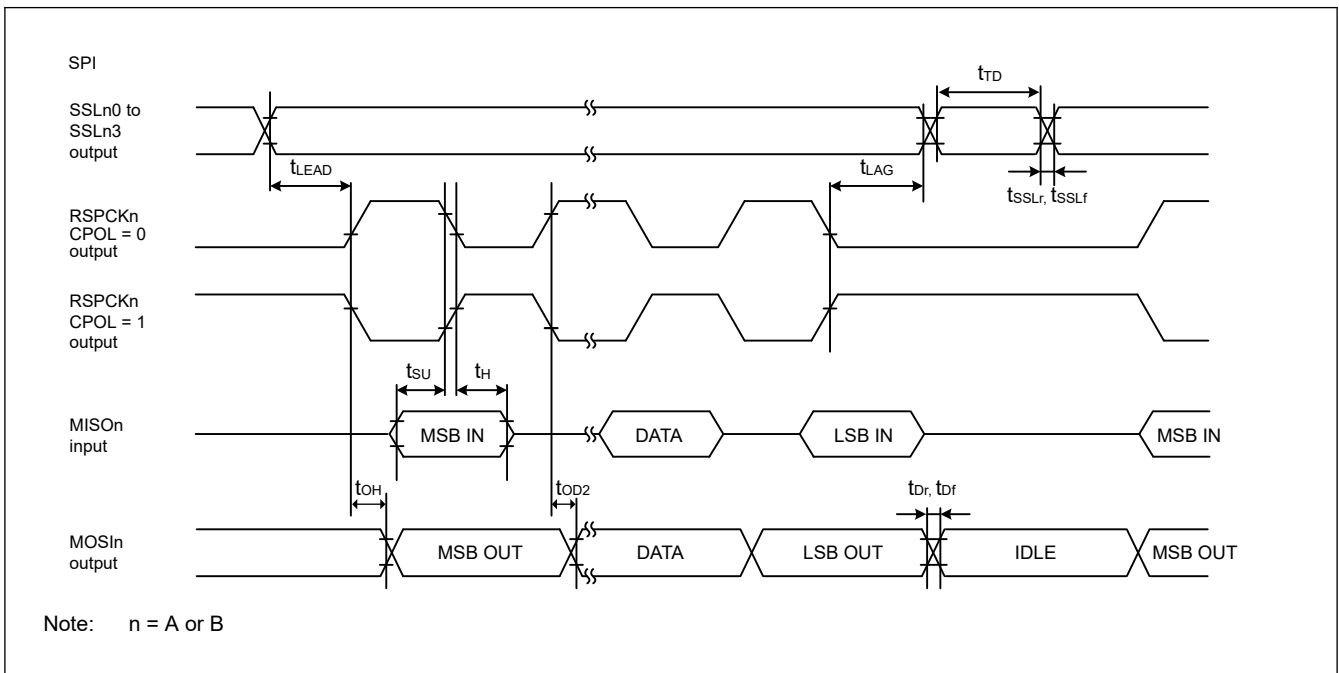 SPI
tTD
SSLn0 to
SSLn3
output
tLEAD
tLAG
tSSLr, tSSLf
RSPCKn
CPOL = 0
output
RSPCKn
CPOL = 1
output
tSU
tH
MISOn
input
MSB IN
DATA
LSB IN
MSB IN
tOH
tOD2
tDr, tDf
MOSIn
output
MSB OUT
DATA
LSB OUT
IDLE
MSB OUT
Note: n = A or B